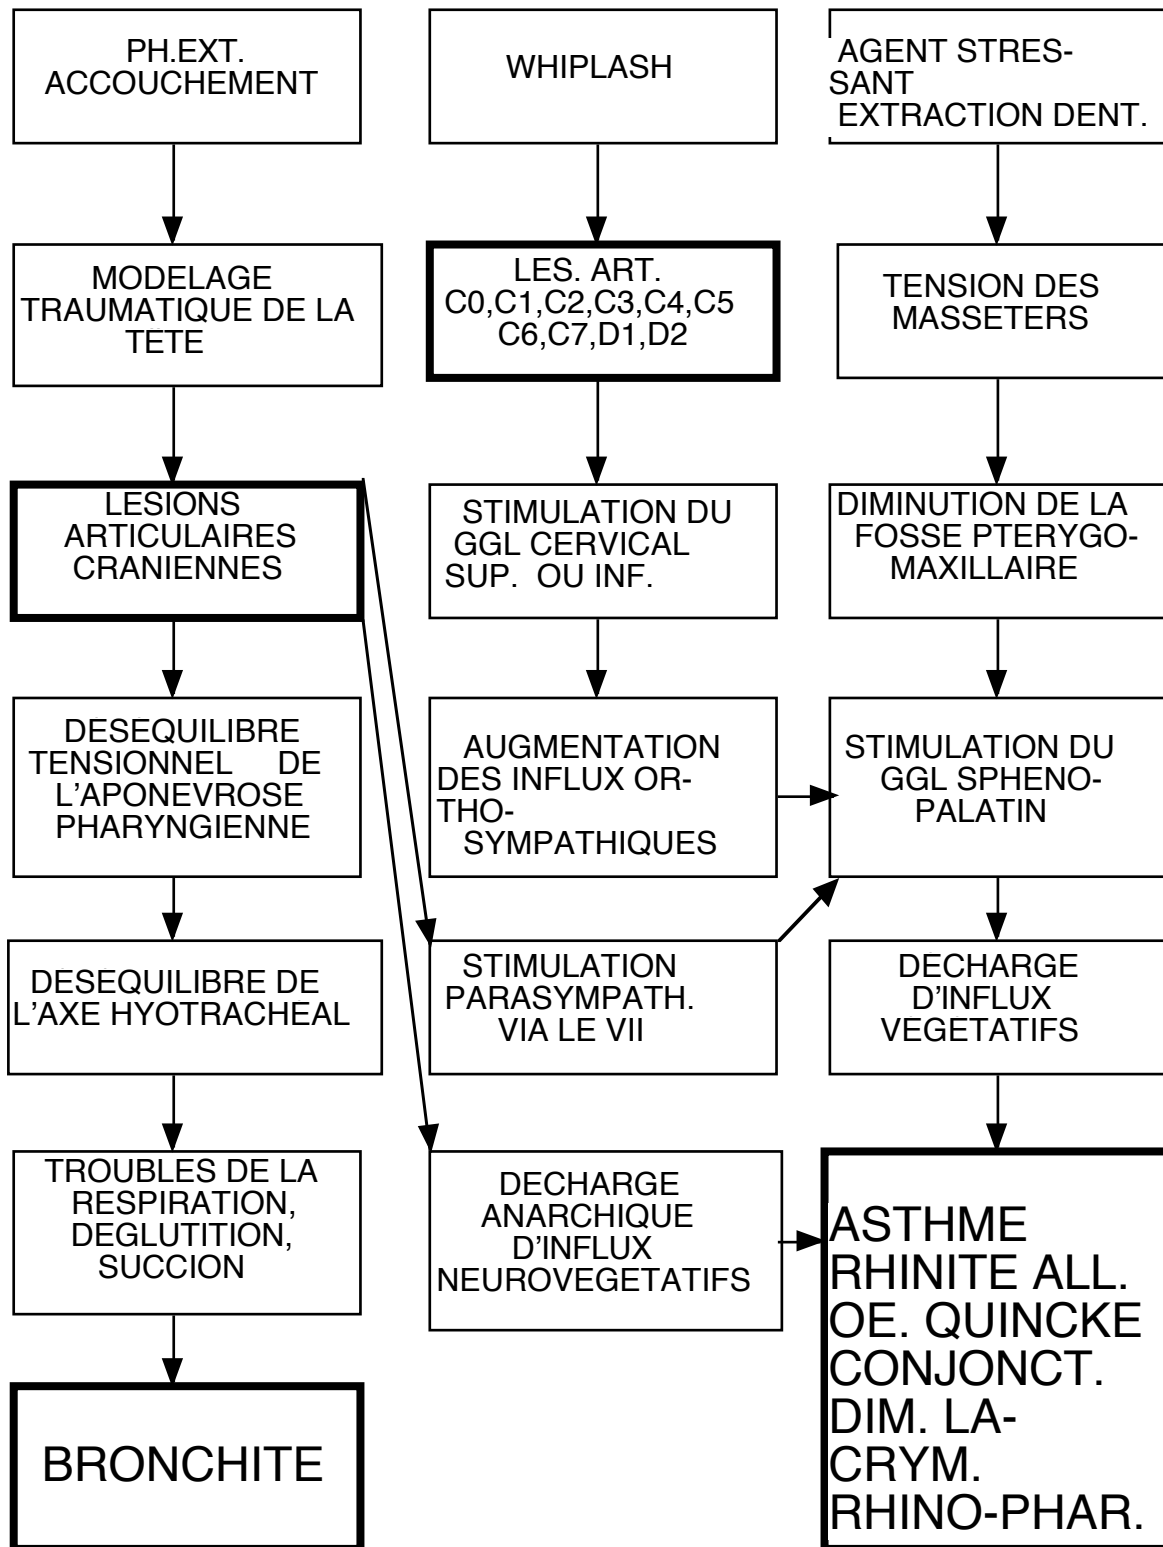 PH.EXT.
ACCOUCHEMENT
WHIPLASH
AGENT STRES-
SANT
EXTRACTION DENT.
MODELAGE
TRAUMATIQUE DE LA
TETE
LES. ART.
C0,C1,C2,C3,C4,C5
C6,C7,D1,D2
TENSION DES
MASSETERS
LESIONS
ARTICULAIRES
CRANIENNES
STIMULATION DU
GGL CERVICAL
SUP. OU INF.
DIMINUTION DE LA
FOSSE PTERYGO-
MAXILLAIRE
DESEQUILIBRE
TENSIONNEL DE
L'APONEVROSE
PHARYNGIENNE
AUGMENTATION
DES INFLUX OR-
THO-
SYMPATHIQUES
STIMULATION DU
GGL SPHENO-
PALATIN
DESEQUILIBRE DE
L'AXE HYOTRACHEAL
STIMULATION
PARASYMPATH.
VIA LE VII
DECHARGE
D'INFLUX
VEGETATIFS
TROUBLES DE LA
RESPIRATION,
DEGLUTITION,
SUCCION
DECHARGE
ANARCHIQUE
D'INFLUX
NEUROVEGETATIFS
ASTHME
RHINITE ALL.
OE. QUINCKE
CONJONCT.
DIM. LA-
CRYM.
RHINO-PHAR.
BRONCHITE